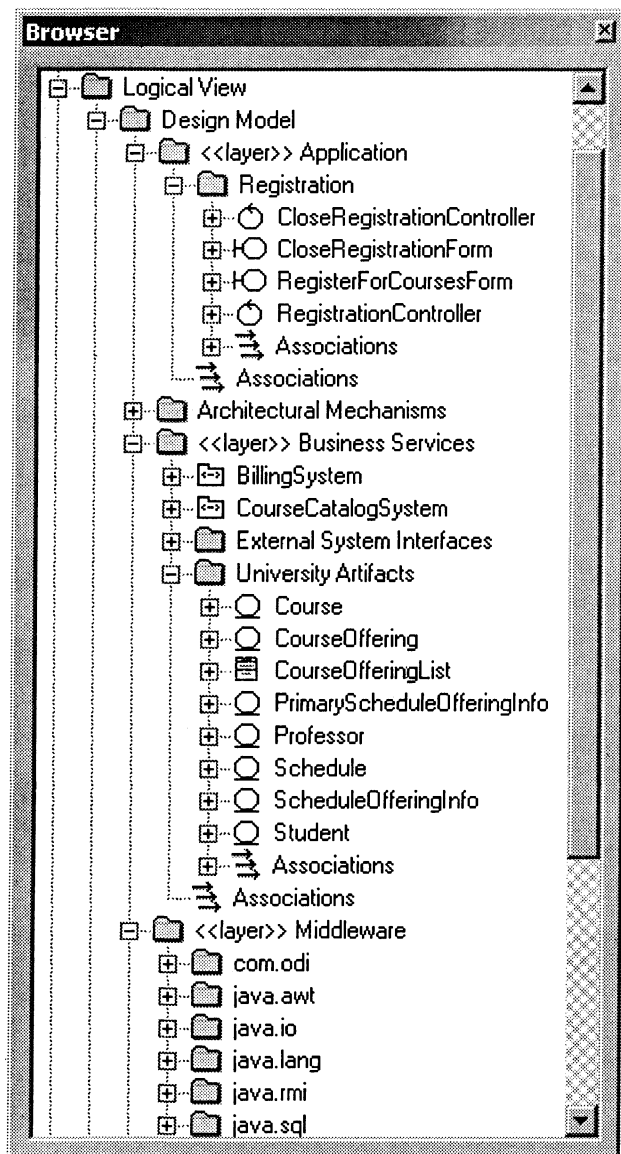 Browser
Logical View
Design Model
<<layer>> Application
Registration
CloseRegistrationController
CloseRegistrationForm
RegisterForCoursesForm
RegistrationController
Associations
Associations
Architectural Mechanisms
<<layer>> Business Services
BillingSystem
CourseCatalogSystem
External System Interfaces
University Artifacts
Course
CourseOffering
CourseOfferingList
PrimaryScheduleOfferingInfo
Professor
Schedule
ScheduleOfferingInfo
Student
Associations
Associations
<<layer>> Middleware
com.odi
java.awt
java.io
java.lang
java.rmi
java.sql